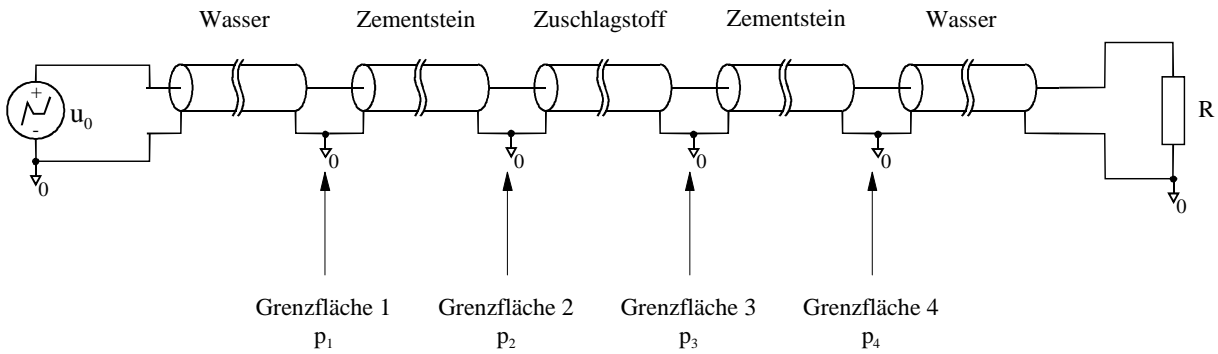 Wasser Zementstein Zuschlagstoff Zementstein Wasser
+
-
u₀
R
0
0 0 0 0
0
Grenzfläche 1 Grenzfläche 2 Grenzfläche 3 Grenzfläche 4
p₁ p₂ p₃ p₄